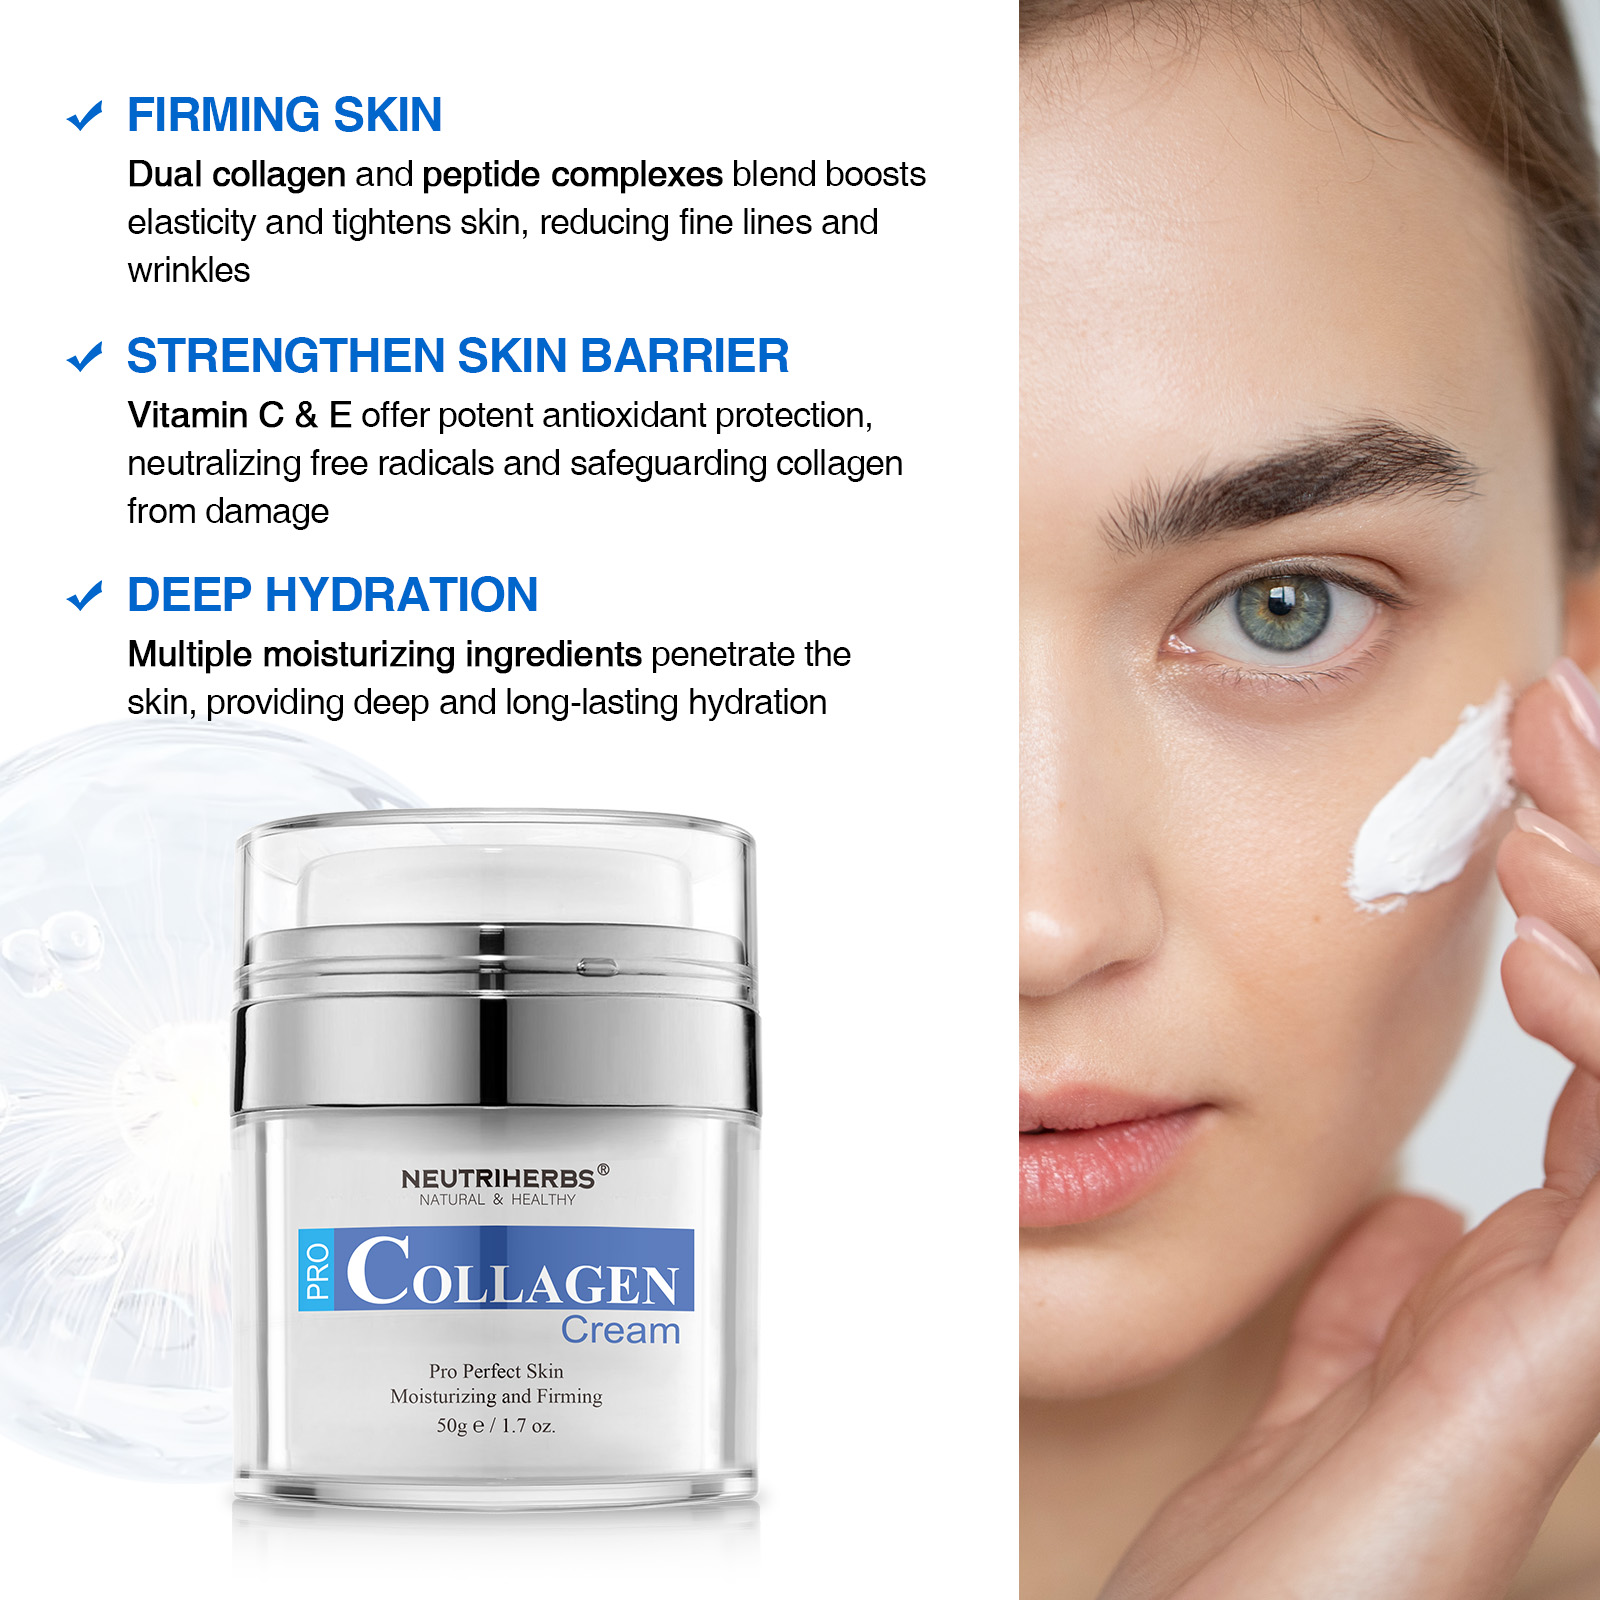 FIRMING SKIN
Dual collagen and peptide complexes blend boosts
elasticity and tightens skin, reducing fine lines and
wrinkles
STRENGTHEN SKIN BARRIER
Vitamin C & E offer potent antioxidant protection,
neutralizing free radicals and safeguarding collagen
from damage
DEEP HYDRATION
Multiple moisturizing ingredients penetrate the
skin, providing deep and long-lasting hydration
NEUTRIHERBS®
NATURAL & HEALTHY
PRO COLLAGEN
Cream
Pro Perfect Skin
Moisturizing and Firming
50g ℮ / 1.7 oz.